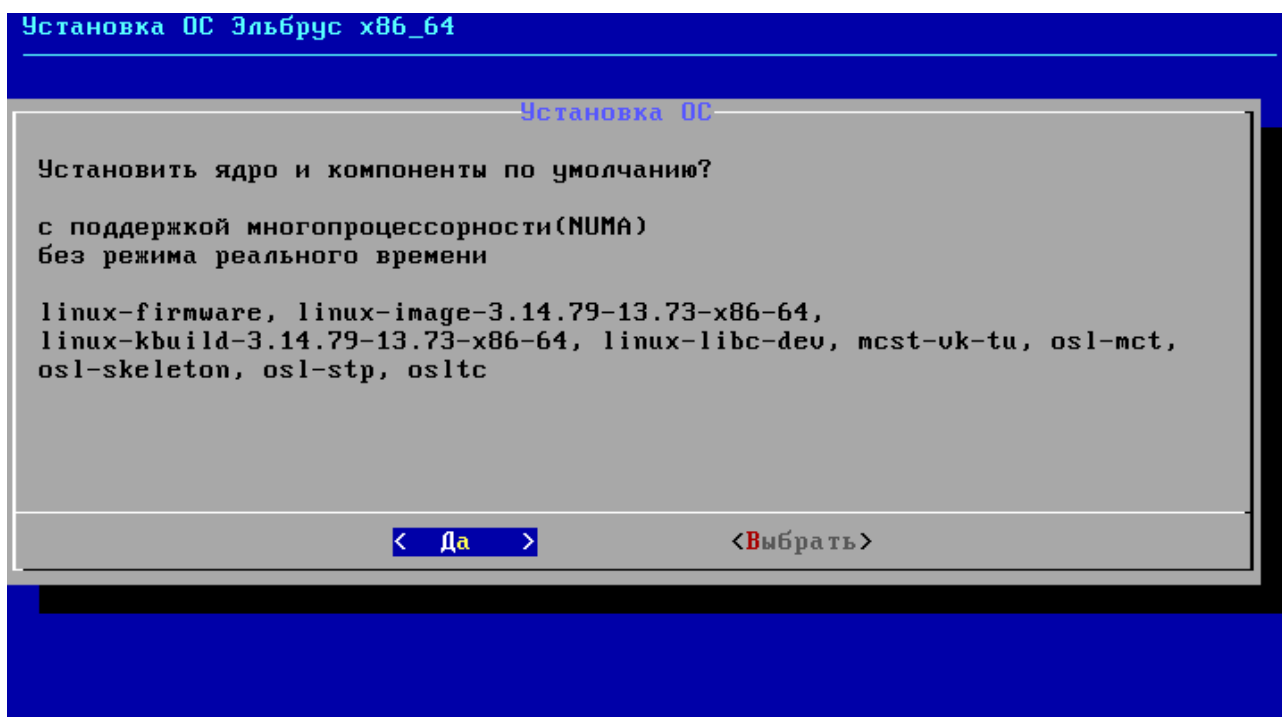 Установка ОС Эльбрус x86_64
Установка ОС
Установить ядро и компоненты по умолчанию?
с поддержкой многопроцессорности(NUMA)
без режима реального времени
linux-firmware, linux-image-3.14.79-13.73-x86-64,
linux-kbuild-3.14.79-13.73-x86-64, linux-libc-dev, mcst-vk-tu, osl-mct,
osl-skeleton, osl-stp, osltc
< Да > <Выбрать>